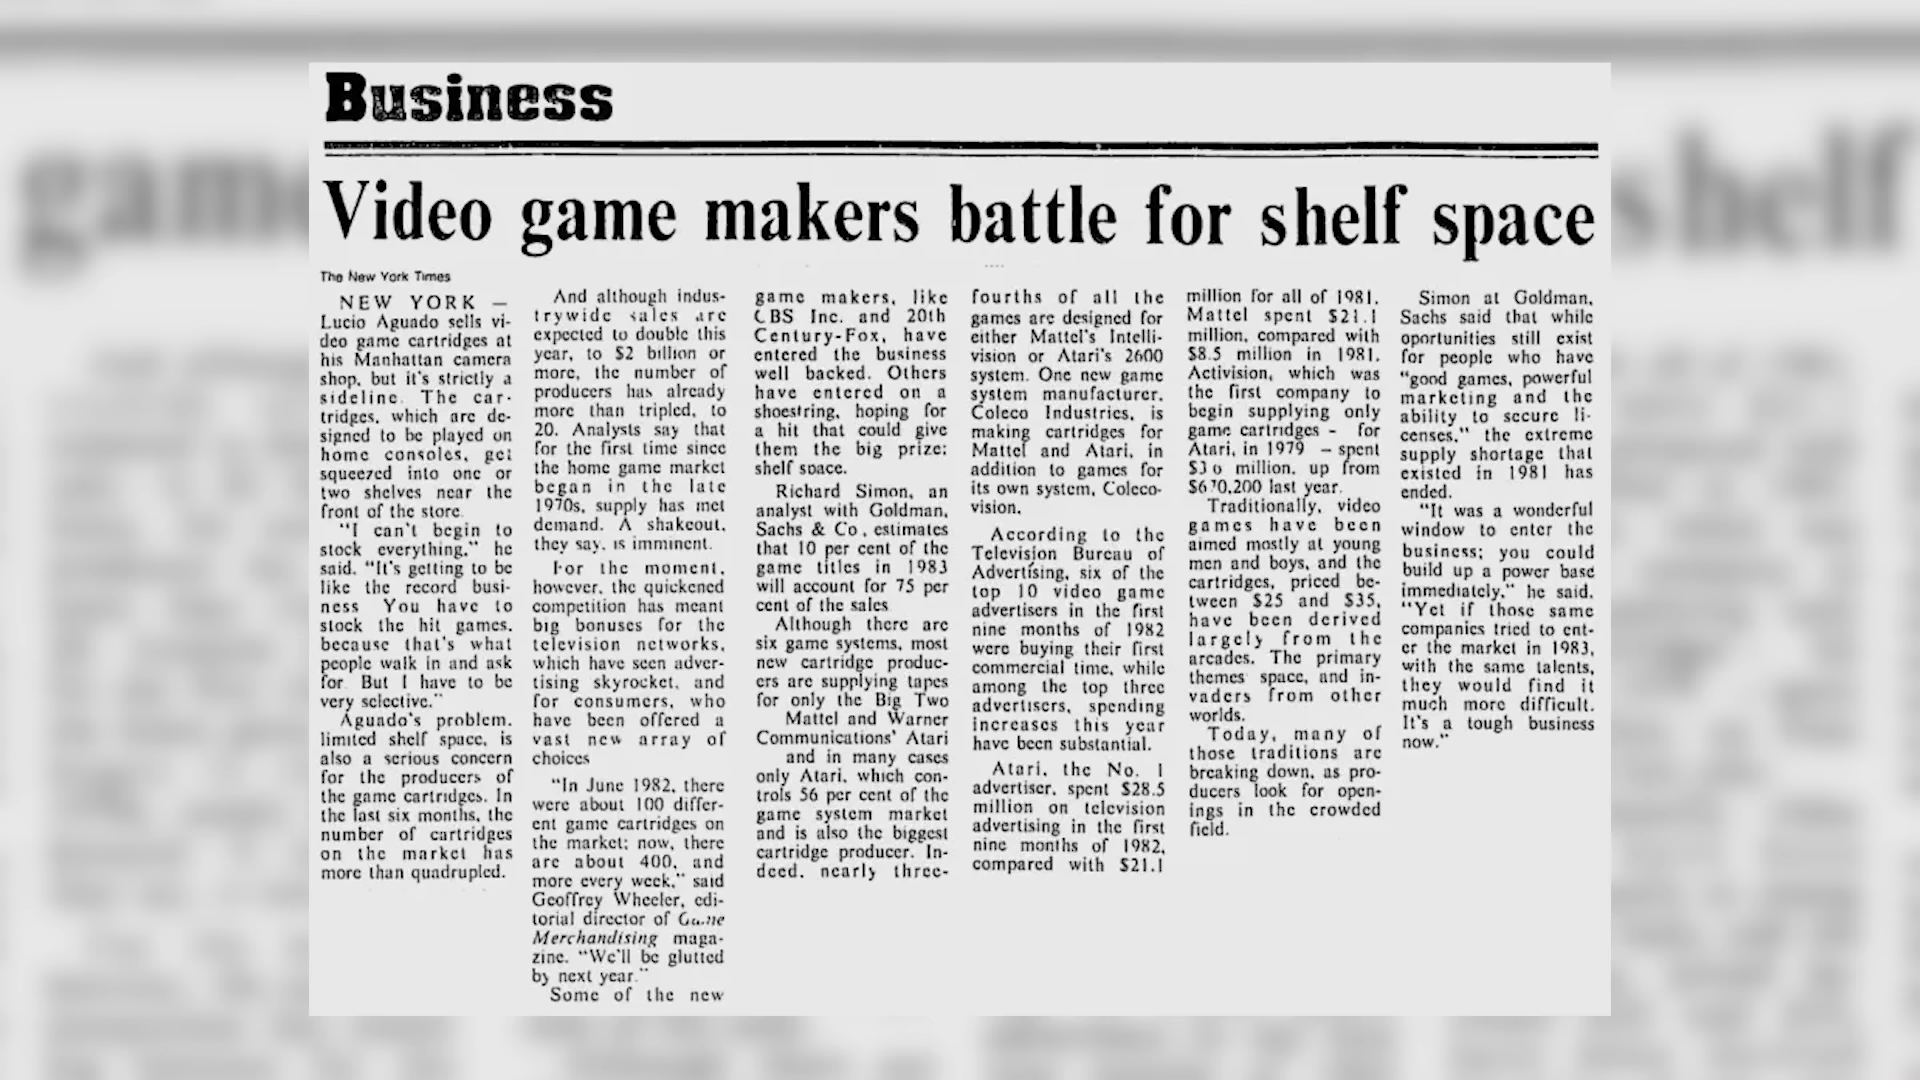 Business
Video game makers battle for shelf space
The New York Times
NEW YORK —
Lucio Aguado sells vi-
deo game cartridges at
his Manhattan camera
shop, but it's strictly a
sideline. The car-
tridges, which are de-
signed to be played on
home consoles, get
squeezed into one or
two shelves near the
front of the store.
"I can't begin to
stock everything," he
said. "It's getting to be
like the record busi-
ness You have to
stock the hit games,
because that's what
people walk in and ask
for But I have to be
very selective."
Aguado's problem,
limited shelf space, is
also a serious concern
for the producers of
the game cartridges. In
the last six months, the
number of cartridges
on the market has
more than quadrupled.
And although indus-
trywide sales are
expected to double this
year, to $2 billion or
more, the number of
producers has already
more than tripled, to
20. Analysts say that
for the first time since
the home game market
began in the late
1970s, supply has met
demand. A shakeout,
they say, is imminent.
For the moment,
however, the quickened
competition has meant
big bonuses for the
television networks,
which have seen adver-
tising skyrocket, and
for consumers, who
have been offered a
vast new array of
choices
"In June 1982, there
were about 100 differ-
ent game cartridges on
the market; now, there
are about 400, and
more every week," said
Geoffrey Wheeler, edi-
torial director of Game
Merchandising maga-
zine. "We'll be glutted
by next year."
Some of the new
game makers, like
CBS Inc. and 20th
Century-Fox, have
entered the business
well backed. Others
have entered on a
shoestring, hoping for
a hit that could give
them the big prize:
shelf space.
Richard Simon, an
analyst with Goldman,
Sachs & Co, estimates
that 10 per cent of the
game titles in 1983
will account for 75 per
cent of the sales
Although there are
six game systems, most
new cartridge produc-
ers are supplying tapes
for only the Big Two
Mattel and Warner
Communications' Atari
and in many cases
only Atari, which con-
trols 56 per cent of the
game system market
and is also the biggest
cartridge producer. In-
deed, nearly three-
fourths of all the
games are designed for
either Mattel's Intelli-
vision or Atari's 2600
system. One new game
system manufacturer,
Coleco Industries, is
making cartridges for
Mattel and Atari, in
addition to games for
its own system, Coleco-
vision.
According to the
Television Bureau of
Advertising, six of the
top 10 video game
advertisers in the first
nine months of 1982
were buying their first
commercial time, while
among the top three
advertisers, spending
increases this year
have been substantial.
Atari, the No. 1
advertiser, spent $28.5
million on television
advertising in the first
nine months of 1982,
compared with $21.1
million for all of 1981.
Mattel spent $21.1
million, compared with
$8.5 million in 1981.
Activision, which was
the first company to
begin supplying only
game cartridges - for
Atari, in 1979 — spent
million, up from
last year.
Traditionally, video
games have been
aimed mostly at young
men and boys, and the
cartridges, priced be-
tween $25 and $35,
have been derived
largely from the
arcades. The primary
themes space, and in-
vaders from other
worlds.
Today, many of
those traditions are
breaking down, as pro-
ducers look for open-
ings in the crowded
field.
Simon at Goldman,
Sachs said that while
oportunities still exist
for people who have
"good games, powerful
marketing and the
ability to secure li-
censes," the extreme
supply shortage that
existed in 1981 has
ended.
"It was a wonderful
window to enter the
business; you could
build up a power base
immediately," he said.
"Yet if those same
companies tried to ent-
er the market in 1983,
with the same talents,
they would find it
much more difficult.
It's a tough business
now."
game
shelf